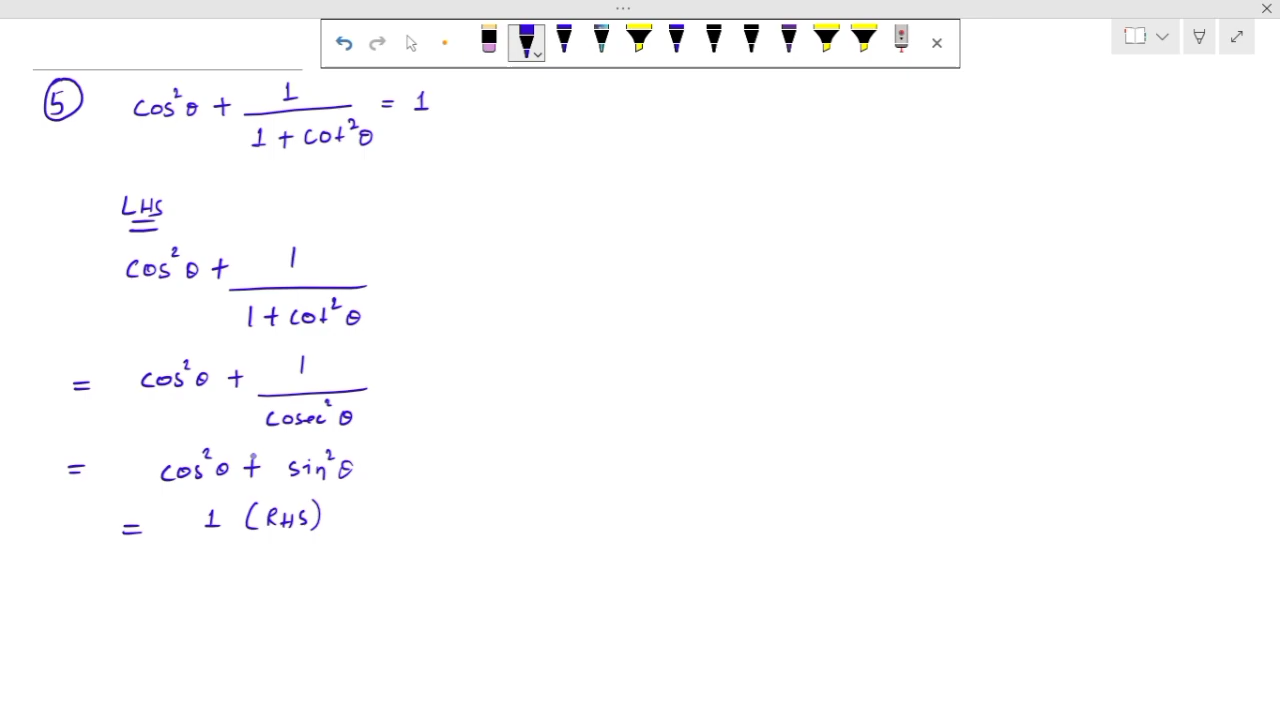 5 cos²θ + 1/(1 + cot²θ) = 1
LHS
cos²θ + 1/(1 + cot²θ)
= cos²θ + 1/cosec²θ
= cos²θ + sin²θ
= 1 (RHS)